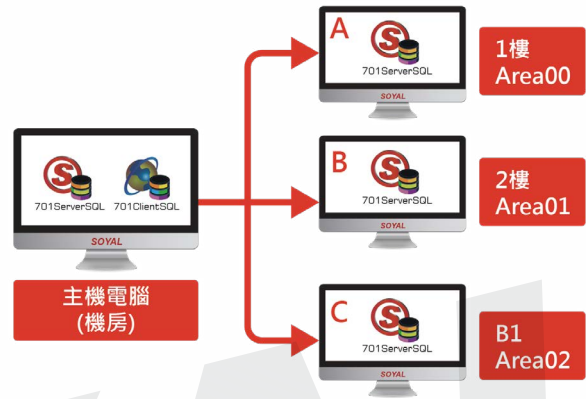 701ServerSQL 701ClientSQL
SOYAL
主機電腦
(機房)
A
701ServerSQL
SOYAL
1樓
Area00
B
701ServerSQL
SOYAL
2樓
Area01
C
701ServerSQL
SOYAL
B1
Area02